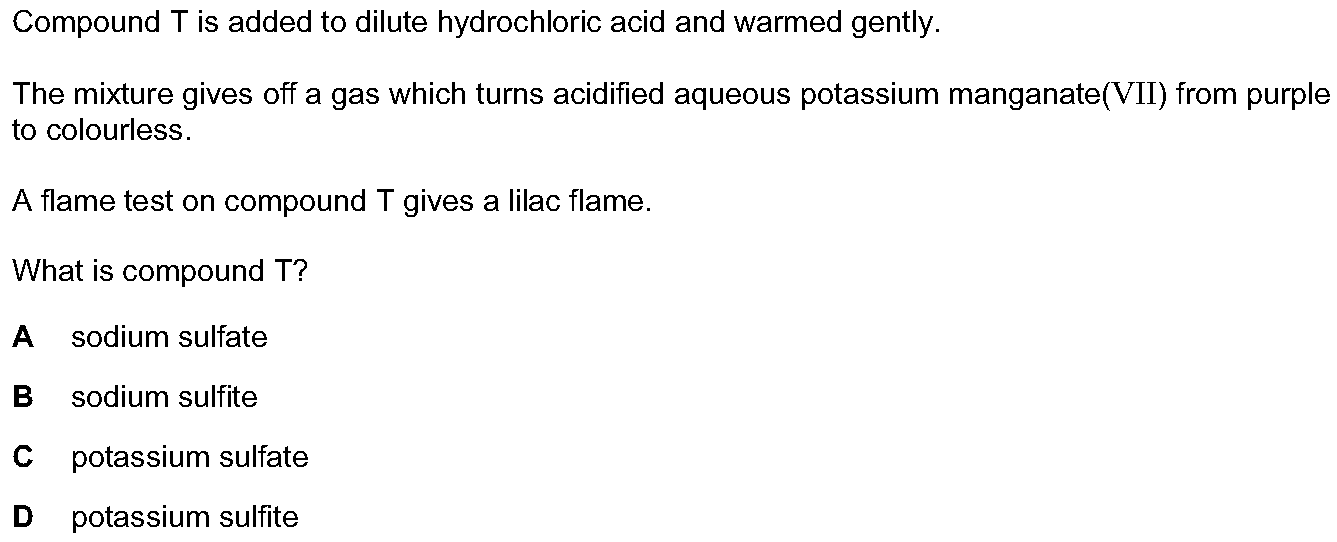 Compound T is added to dilute hydrochloric acid and warmed gently.
The mixture gives off a gas which turns acidified aqueous potassium manganate(VII) from purple
to colourless.
A flame test on compound T gives a lilac flame.
What is compound T?
A sodium sulfate
B sodium sulfite
C potassium sulfate
D potassium sulfite